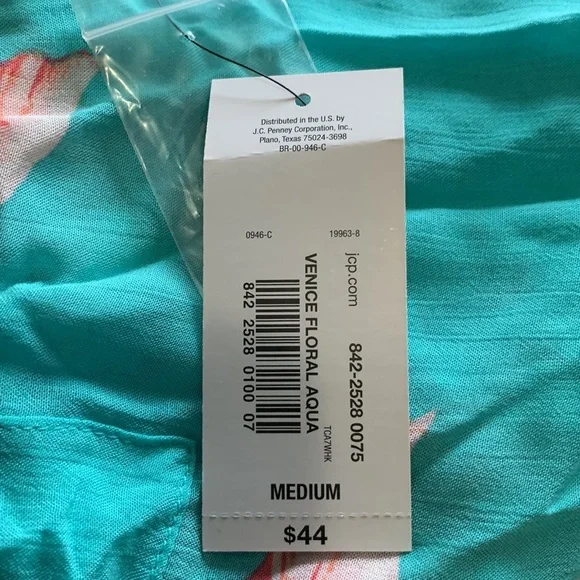 Distributed in the U.S. by
J.C. Penney Corporation, Inc.,
Plano, Texas 75024-3698
BR-00-946-C
0946-C 19963-8
jcp.com
842-2528 0075
TCA7WHK
VENICE FLORAL AQUA
842 2528 0100 07
MEDIUM
$44